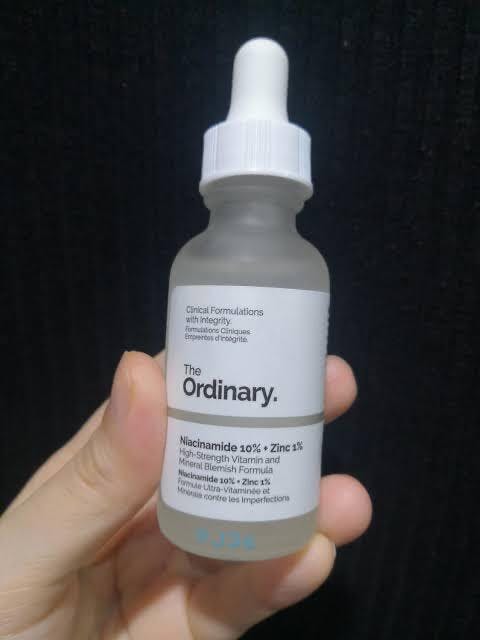 Clinical Formulations
with Integrity.
Formulations Cliniques
Empreintes d'Intégrité.
The
Ordinary.
Niacinamide 10% + Zinc 1%
High-Strength Vitamin and
Mineral Blemish Formula
Niacinamide 10% + Zinc 1%
Formule Ultra-Vitaminée et
Minérale contre les Imperfections